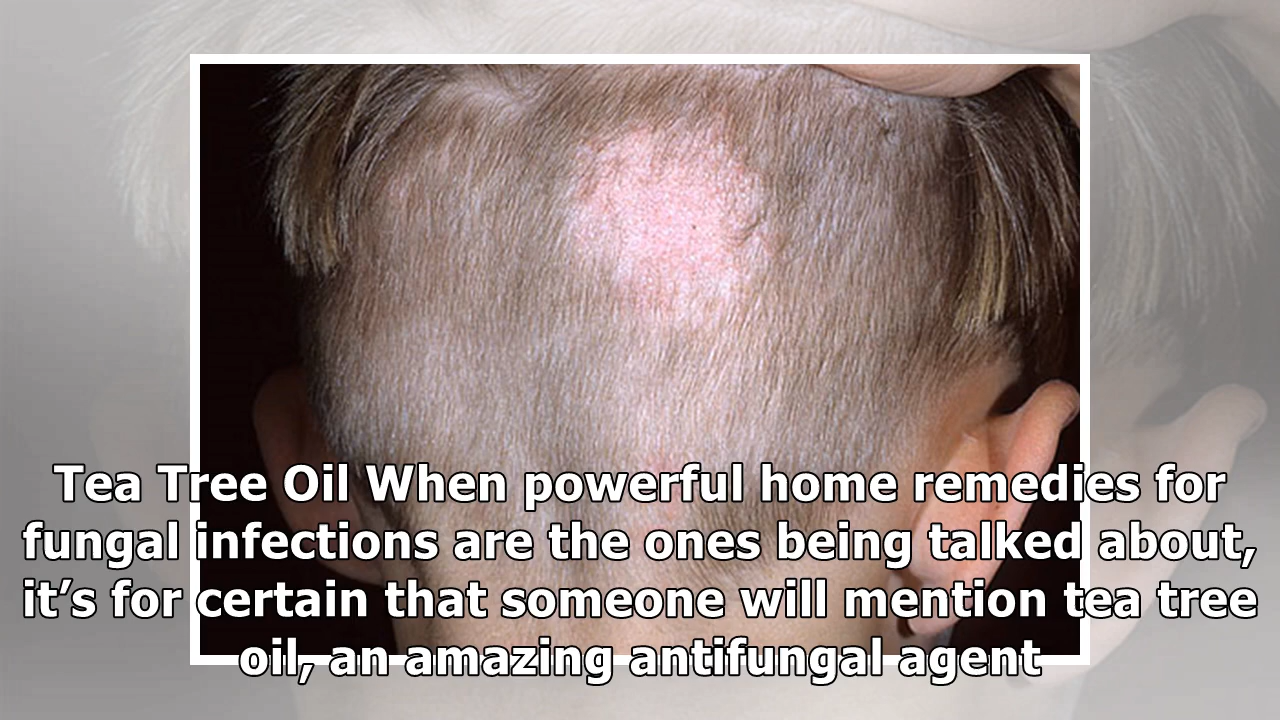 Tea Tree Oil When powerful home remedies for
fungal infections are the ones being talked about,
it’s for certain that someone will mention tea tree
oil, an amazing antifungal agent